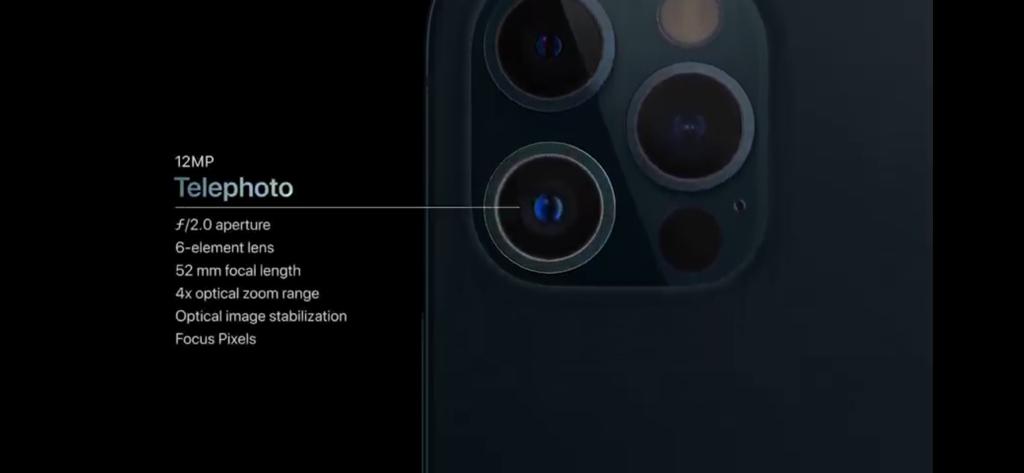 12MP
Telephoto
ƒ/2.0 aperture
6-element lens
52 mm focal length
4x optical zoom range
Optical image stabilization
Focus Pixels